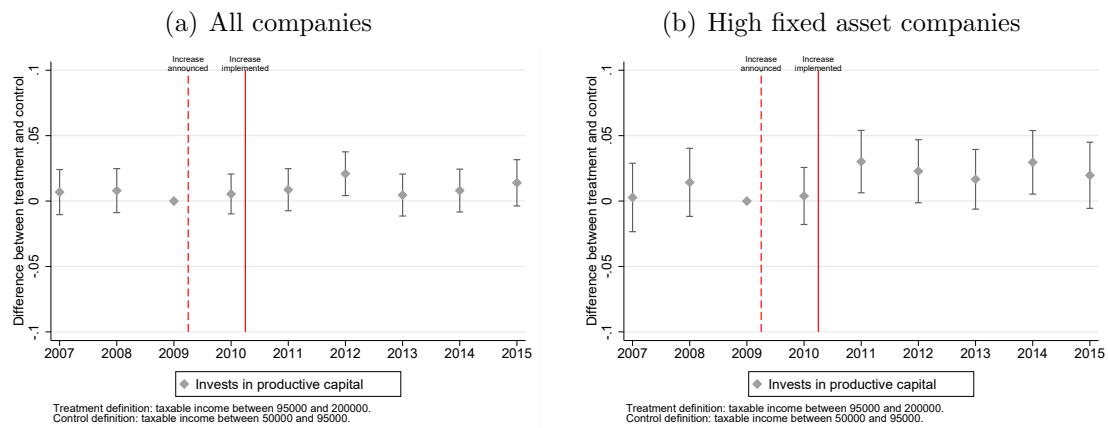 (a) All companies
Increase announced
Increase implemented
Difference between treatment and control
.1
.05
0
-.05
-.1
2007 2008 2009 2010 2011 2012 2013 2014 2015
Invests in productive capital
Treatment definition: taxable income between 95000 and 200000.
Control definition: taxable income between 50000 and 95000.
(b) High fixed asset companies
Increase announced
Increase implemented
Difference between treatment and control
.1
.05
0
-.05
-.1
2007 2008 2009 2010 2011 2012 2013 2014 2015
Invests in productive capital
Treatment definition: taxable income between 95000 and 200000.
Control definition: taxable income between 50000 and 95000.